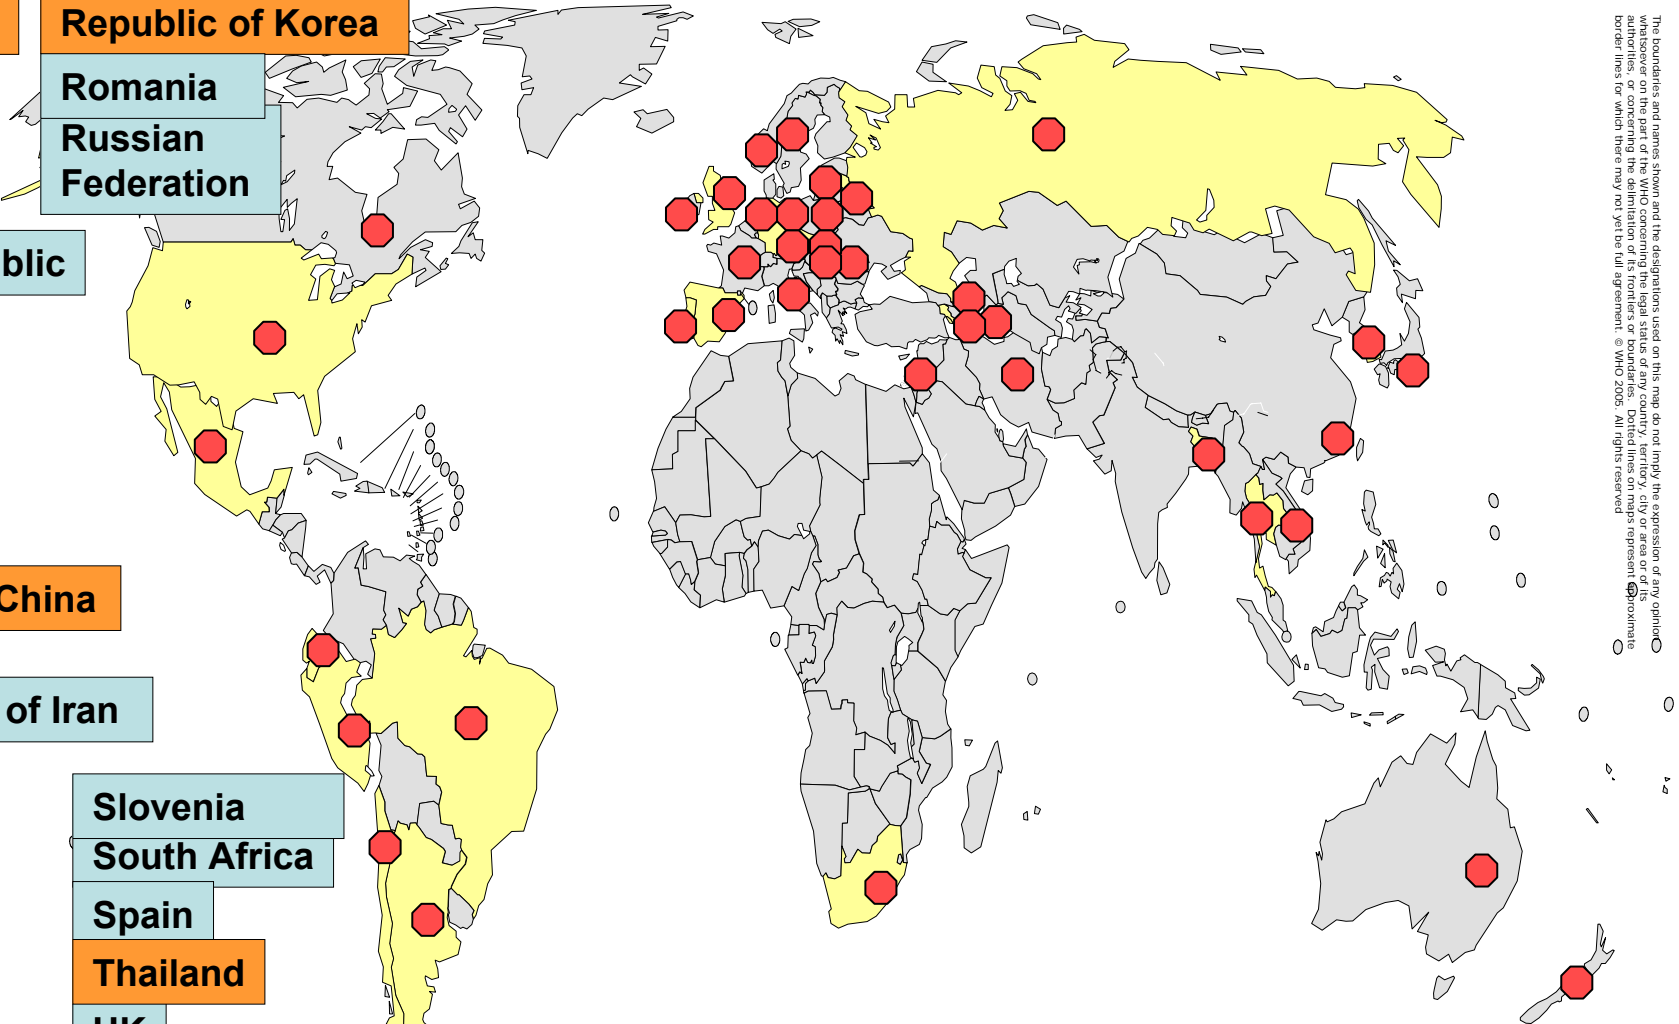 Republic of Korea
Romania
Russian
Federation
blic
China
of Iran
Slovenia
South Africa
Spain
Thailand
UK
The boundaries and names shown and the designations used on this map do not imply the expression of any opinion
whatsoever on the part of the WHO concerning the legal status of any country, territory, city or area or of its
authorities, or concerning the delimitation of its frontiers or boundaries. Dotted lines on maps represent approximate
border lines for which there may not yet be full agreement. © WHO 2005. All rights reserved